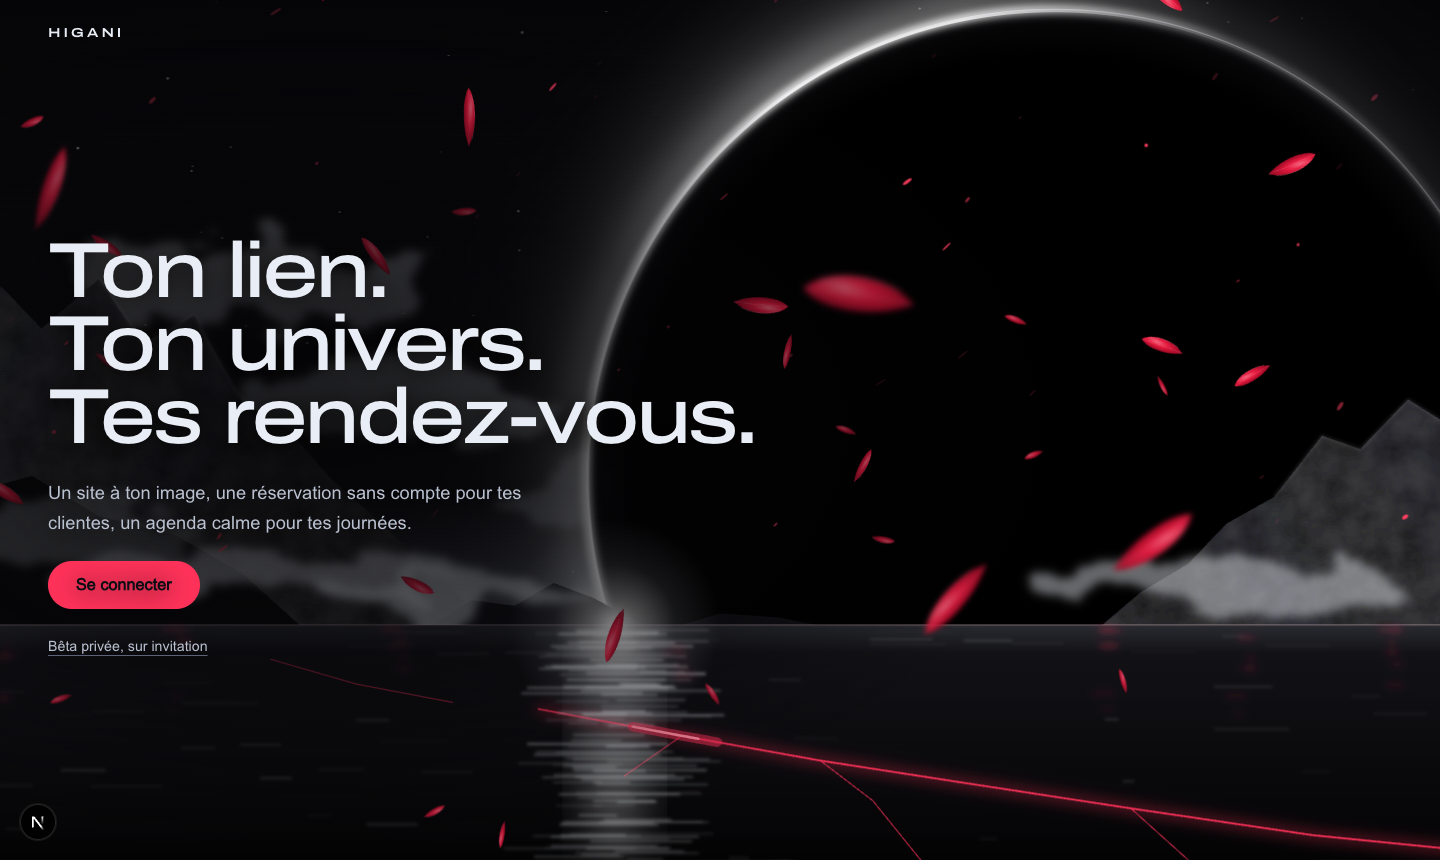 HIGANI
Ton lien.
Ton univers.
Tes rendez-vous.
Un site à ton image, une réservation sans compte pour tes
clientes, un agenda calme pour tes journées.
Se connecter
Bêta privée, sur invitation
N